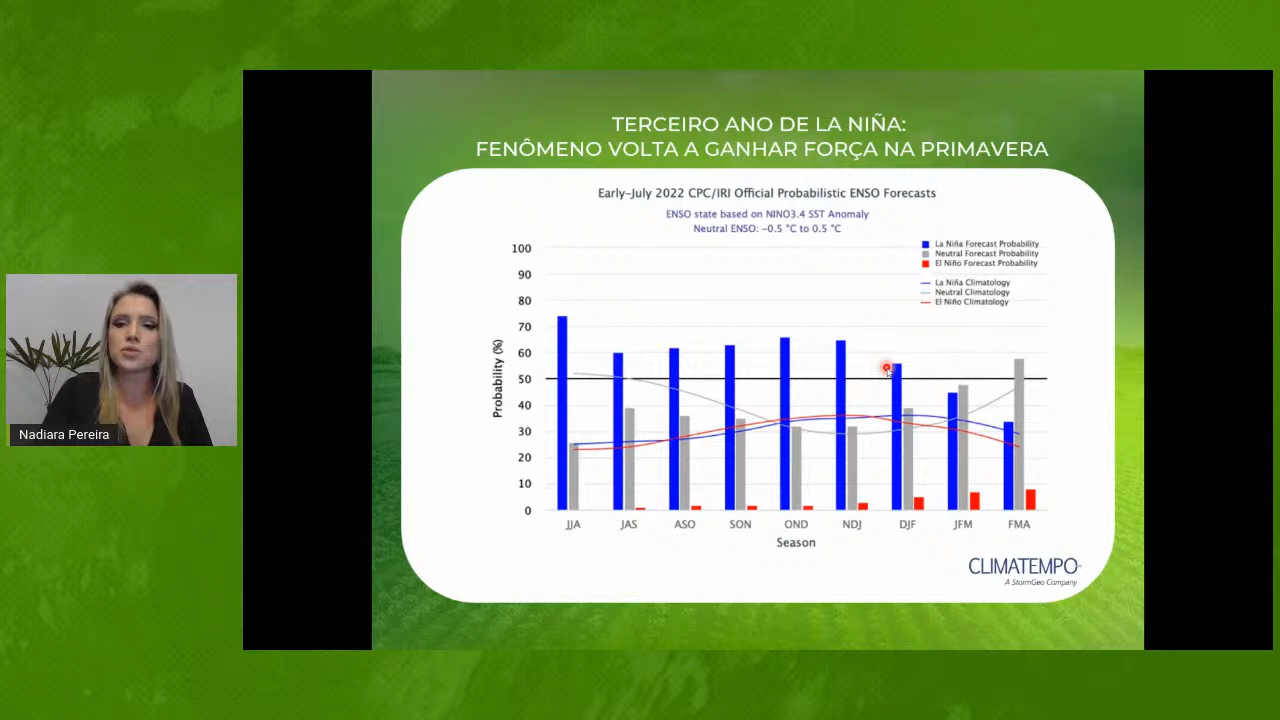 TERCEIRO ANO DE LA NIÑA:
FENÔMENO VOLTA A GANHAR FORÇA NA PRIMAVERA
Early-July 2022 CPC/IRI Official Probabilistic ENSO Forecasts
ENSO state based on NINO3.4 SST Anomaly
Neutral ENSO: -0.5 °C to 0.5 °C
La Niña Forecast Probability
Neutral Forecast Probability
El Niño Forecast Probability
La Niña Climatology
Neutral Climatology
El Niño Climatology
Probability (%)
100
90
80
70
60
50
40
30
20
10
0
JJA JAS ASO SON OND NDJ DJF JFM FMA
Season
CLIMATEMPO
A StormGeo Company
Nadiara Pereira